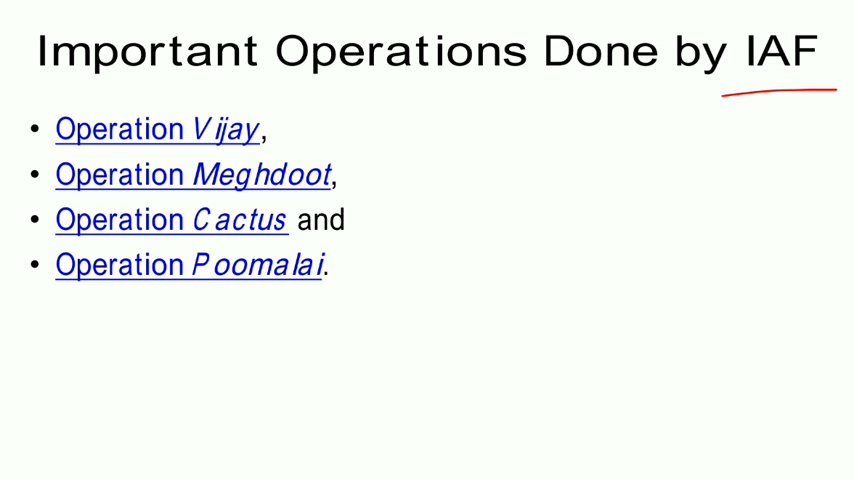 Important Operations Done by IAF
• Operation Vijay,
• Operation Meghdoot,
• Operation Cactus and
• Operation Poomalai.